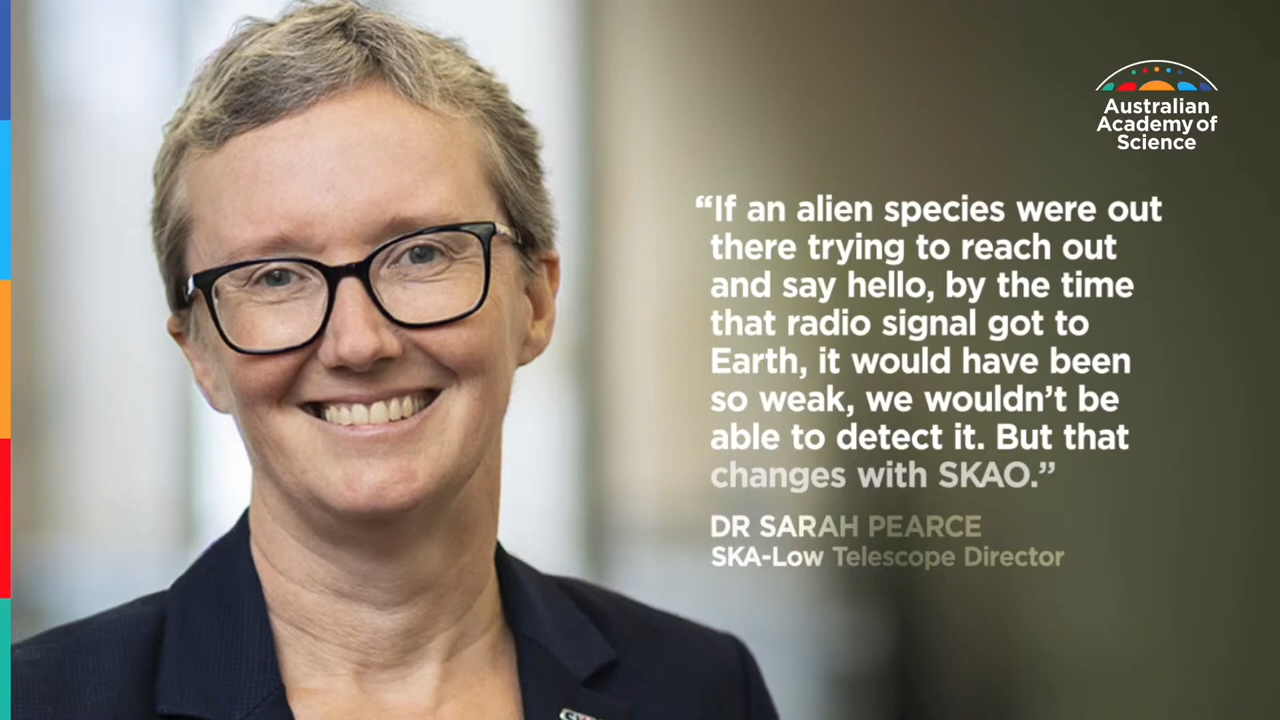 Australian
Academy of
Science
“If an alien species were out
there trying to reach out
and say hello, by the time
that radio signal got to
Earth, it would have been
so weak, we wouldn’t be
able to detect it. But that
changes with SKAO.”
DR SARAH PEARCE
SKA-Low Telescope Director